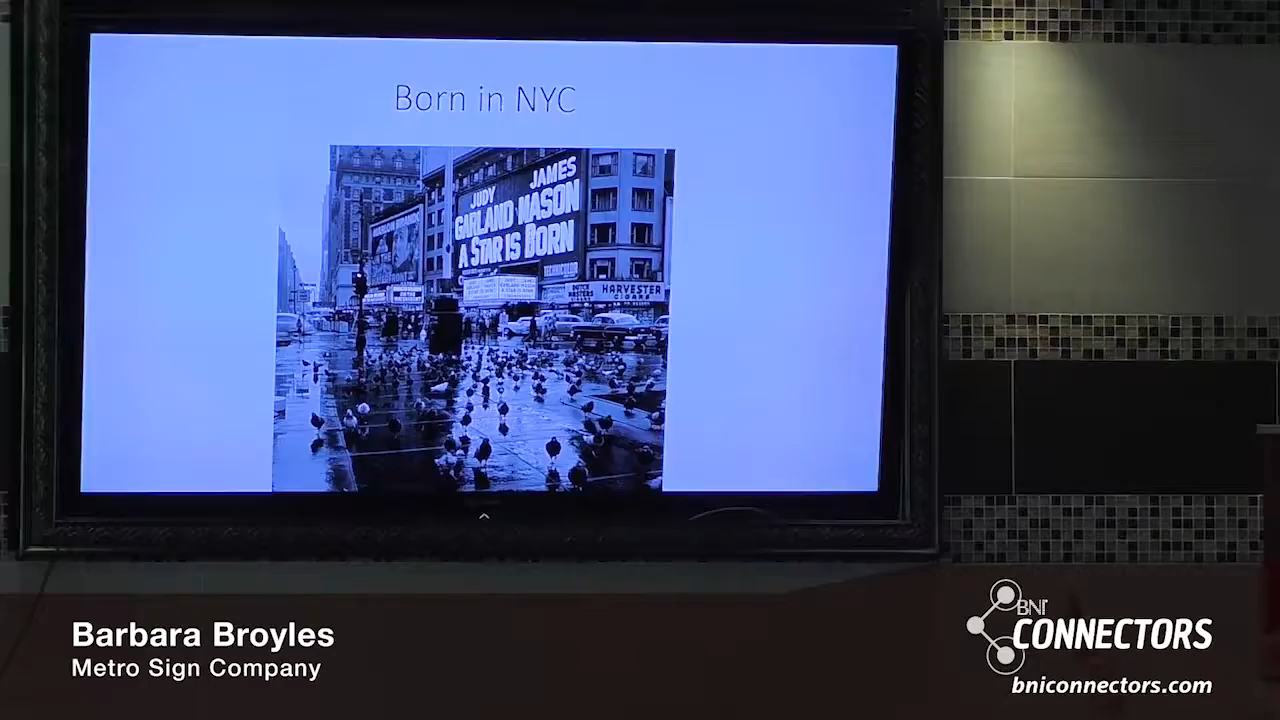 Born in NYC
JUDY JAMES
GARLAND · MASON
A STAR IS BORN
TECHNICOLOR
HARVESTER
CIGARS
Barbara Broyles
Metro Sign Company
BNI
CONNECTORS
bniconnectors.com